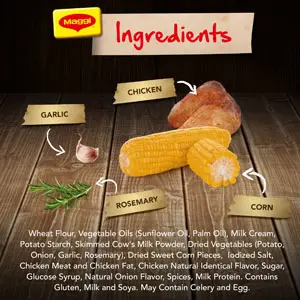 Maggi
Ingredients
CHICKEN
GARLIC
ROSEMARY
CORN
Wheat Flour, Vegetable Oils (Sunflower Oil, Palm Oil), Milk Cream,
Potato Starch, Skimmed Cow's Milk Powder, Dried Vegetables (Potato,
Onion, Garlic, Rosemary), Dried Sweet Corn Pieces, Iodized Salt,
Chicken Meat and Chicken Fat, Chicken Natural Identical Flavor, Sugar,
Glucose Syrup, Natural Onion Flavor, Spices, Milk Protein. Contains
Gluten, Milk and Soya. May Contain Celery and Egg.